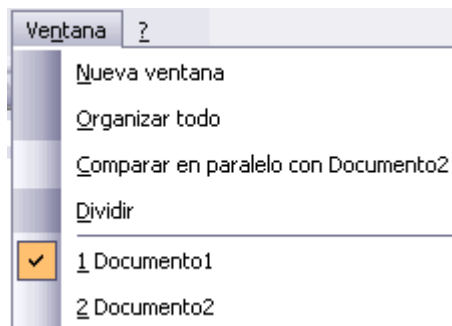 Ventana ?
Nueva ventana
Organizar todo
Comparar en paralelo con Documento2
Dividir
1 Documento1
2 Documento2